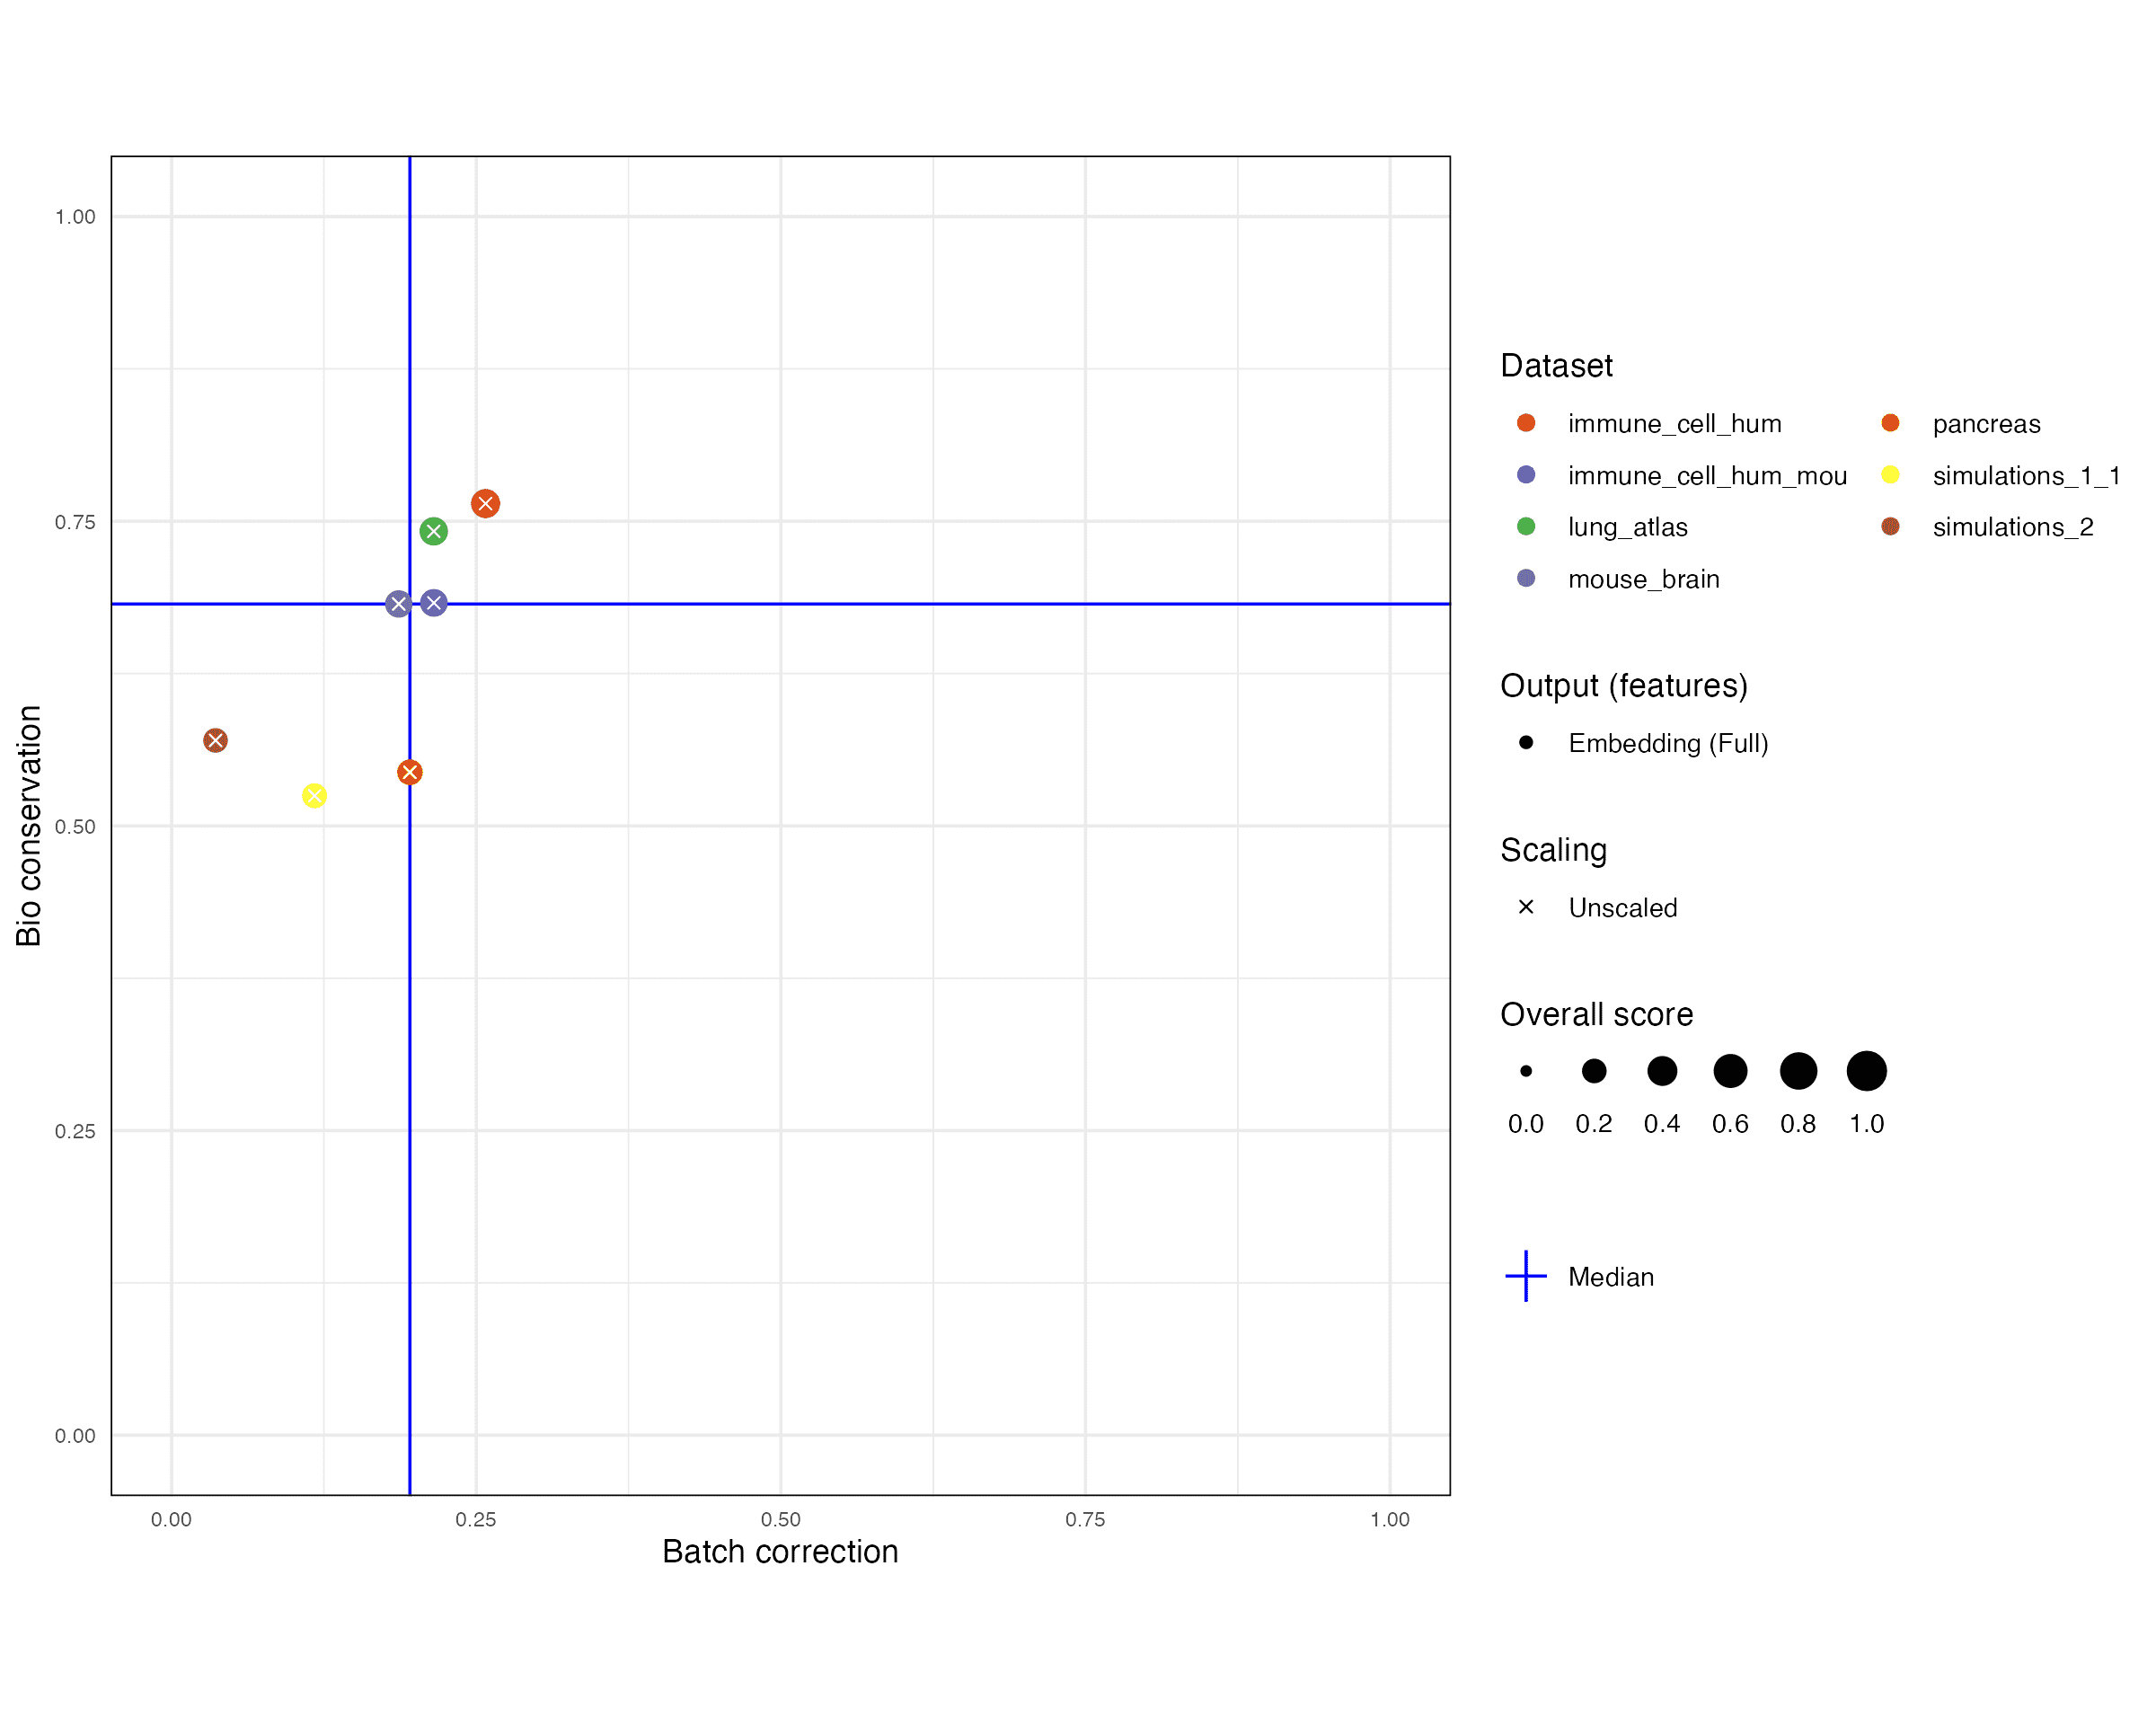 1.00
0.75
0.50
0.25
0.00
Bio conservation
0.00 0.25 0.50 0.75 1.00
Batch correction
Dataset
immune_cell_hum pancreas
immune_cell_hum_mou simulations_1_1
lung_atlas simulations_2
mouse_brain
Output (features)
Embedding (Full)
Scaling
Unscaled
Overall score
0.0 0.2 0.4 0.6 0.8 1.0
Median